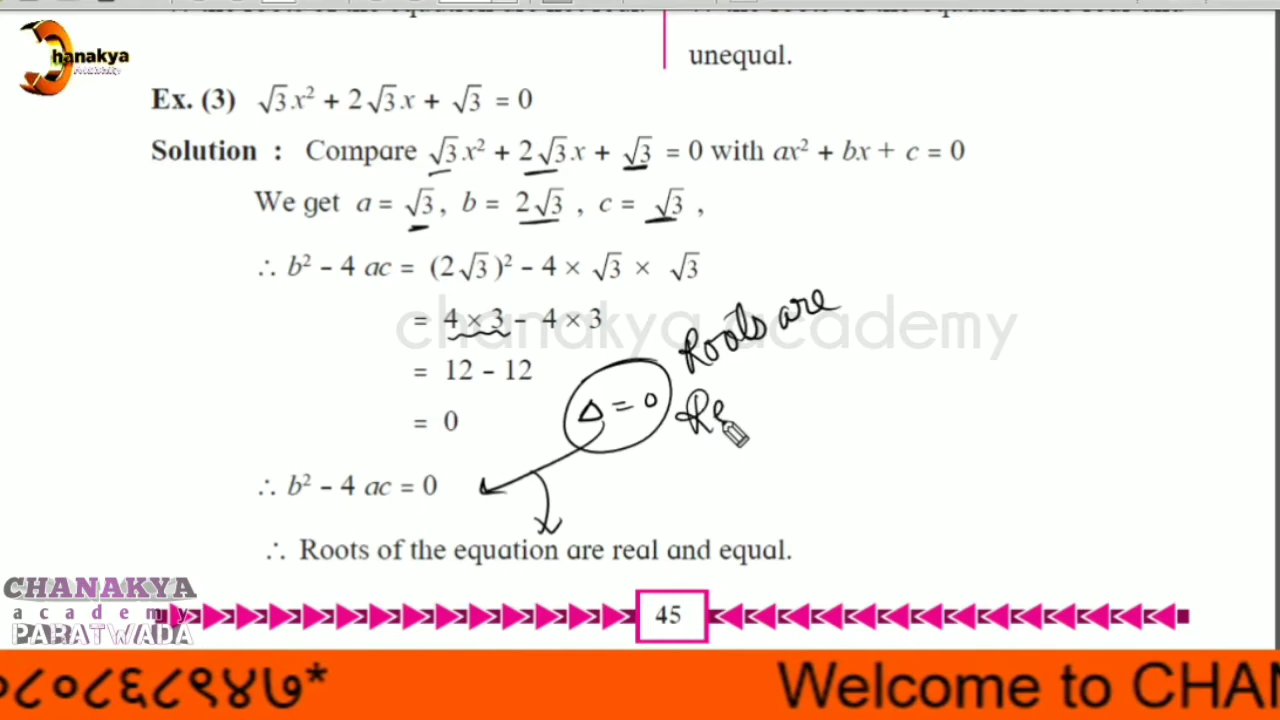 unequal.
Chanakya
Ex. (3) √3x² + 2√3x + √3 = 0
Solution : Compare √3x² + 2√3x + √3 = 0 with ax² + bx + c = 0
We get a = √3, b = 2√3 , c = √3 ,
∴ b² – 4 ac = (2√3)² – 4 × √3 × √3
= 4 × 3 – 4 × 3
chanakya academy
Roots are
= 12 – 12
Δ = 0
Re
= 0
∴ b² – 4 ac = 0
∴ Roots of the equation are real and equal.
CHANAKYA
academy
PARATWADA
45
०८०८६८९४७*
Welcome to CHAN